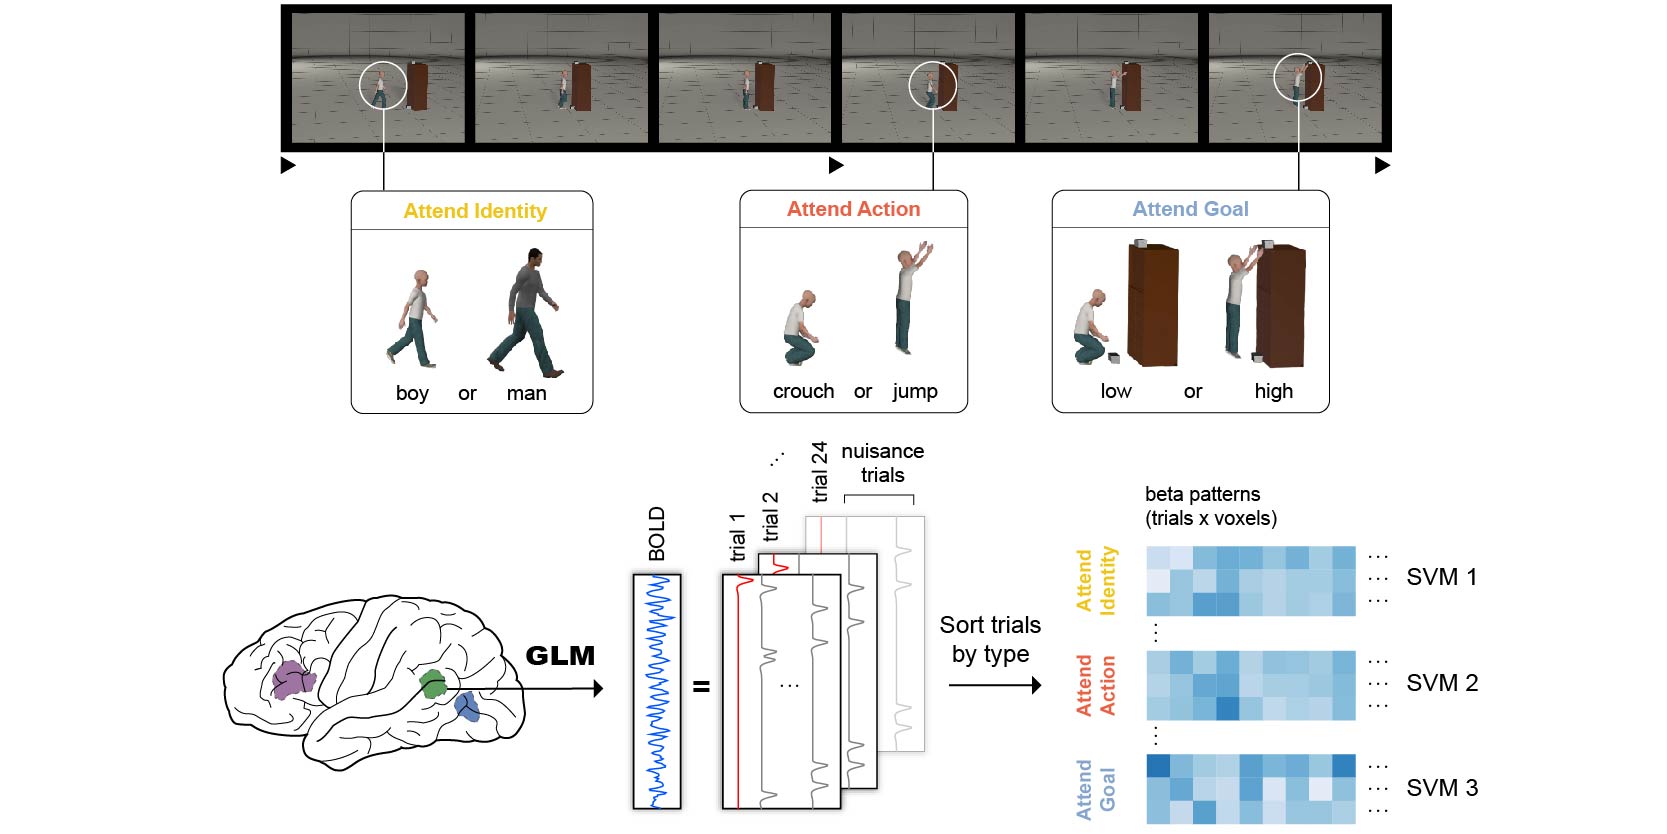 Attend Identity
boy or man
Attend Action
crouch or jump
Attend Goal
low or high
GLM
BOLD
=
trial 1
trial 2
...
trial 24
nuisance
trials
...
Sort trials
by type
beta patterns
(trials x voxels)
Attend
Identity
...
...
...
SVM 1
...
Attend
Action
...
...
...
SVM 2
...
Attend
Goal
...
...
...
SVM 3